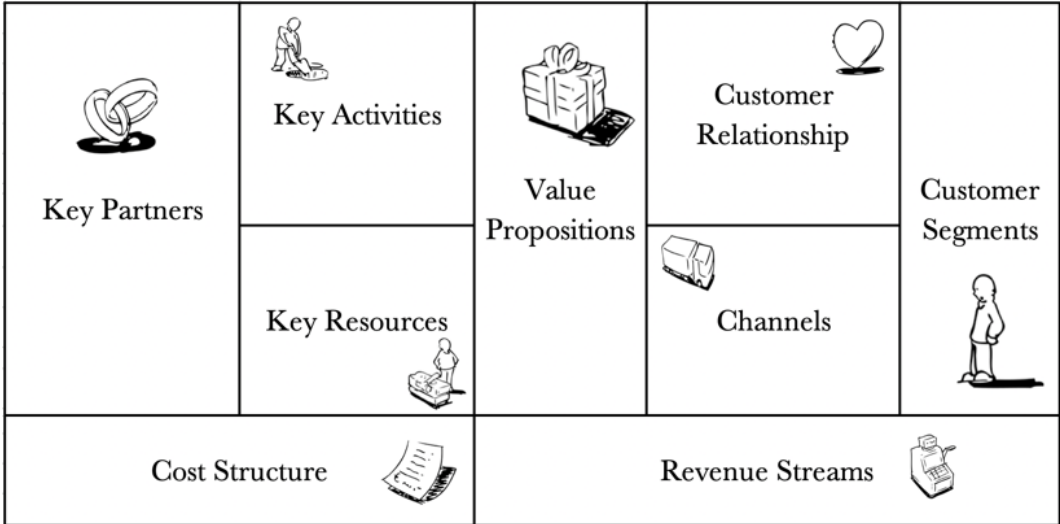 Key Partners
Key Activities
Key Resources
Value
Propositions
Customer
Relationship
Channels
Customer
Segments
Cost Structure
Revenue Streams